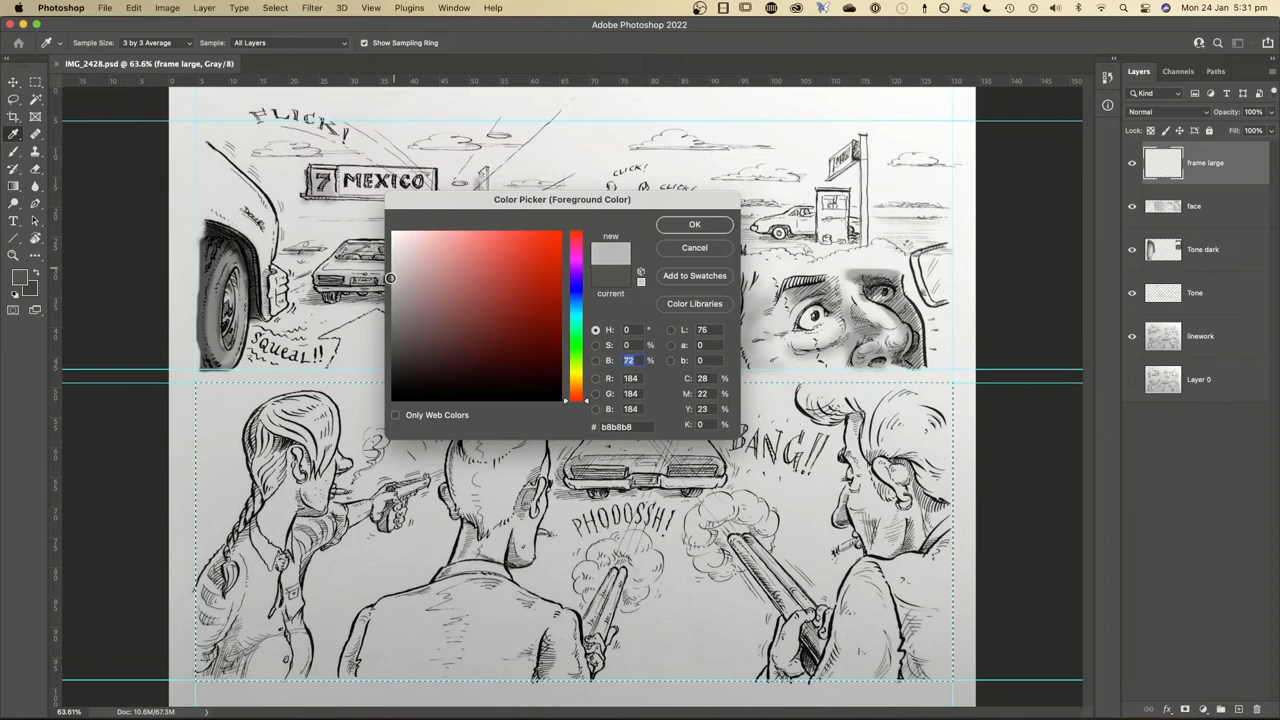 Photoshop File Edit Image Layer Type Select Filter 3D View Plugins Window Help Mon 24 Jan 5:31 pm
Adobe Photoshop 2022
Sample Size: 3 by 3 Average Sample: All Layers Show Sampling Ring
IMG_2428.psd @ 63.6% (frame large, Gray/8)
Layers Channels Paths
Kind
Normal Opacity: 100%
Lock: Fill: 100%
frame large
face
Tone dark
Tone
linework
Layer 0
FLICK!
7 MEXICO
CLICK!
CLICK!
SQUEAL!!
BANG!!
PHOOOSSH!
Color Picker (Foreground Color)
new
current
OK
Cancel
Add to Swatches
Color Libraries
H: 0 ° L: 76
S: 0 % a: 0
B: 72 % b: 0
R: 184 C: 28 %
G: 184 M: 22 %
B: 184 Y: 23 %
# b8b8b8 K: 0 %
Only Web Colors
63.61% Doc: 10.6M/67.3M